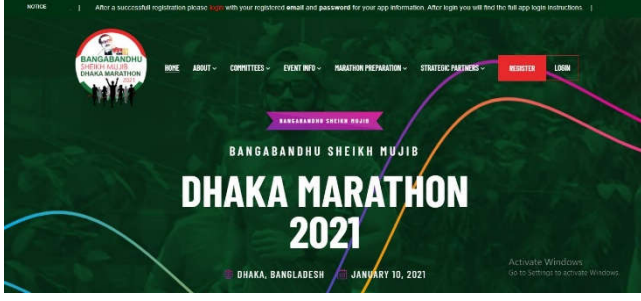 NOTICE | After a successfull registration please login with your registered email and password for your app information. After login you will find the full app login instructions. |
BANGABANDHU
SHEIKH MUJIB
DHAKA MARATHON
2021
HOME ABOUT COMMITTEES EVENT INFO MARATHON PREPARATION STRATEGIC PARTNERS REGISTER LOGIN
BANGABANDHU SHEIKH MUJIB
BANGABANDHU SHEIKH MUJIB
DHAKA MARATHON
2021
DHAKA, BANGLADESH JANUARY 10, 2021
Activate Windows
Go to Settings to activate Windows.